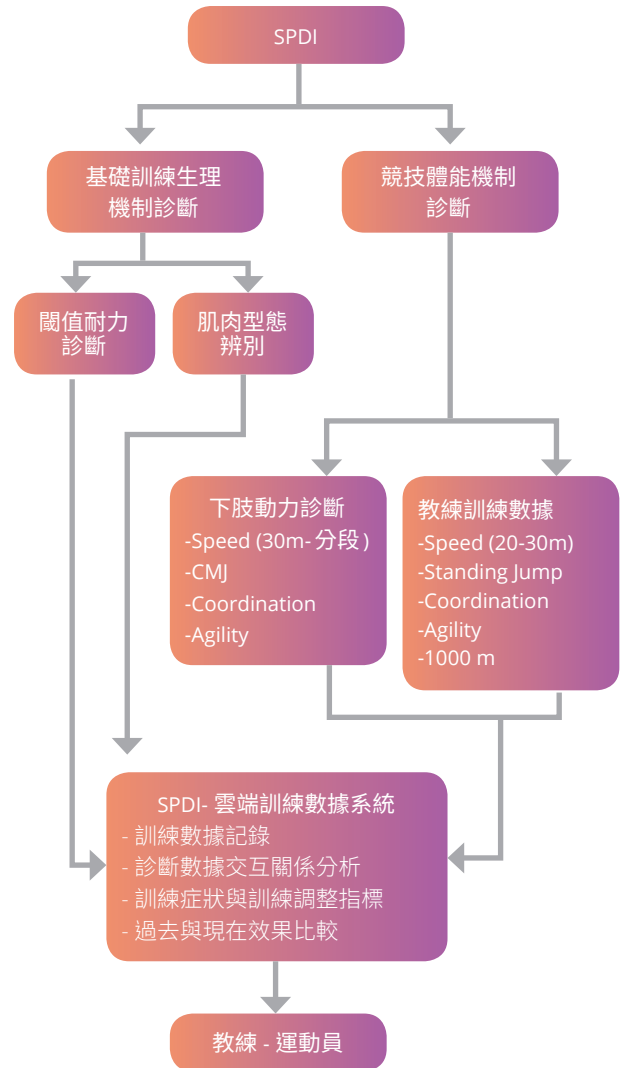 SPDI
基礎訓練生理
機制診斷
競技體能機制
診斷
閾值耐力
診斷
肌肉型態
辨別
下肢動力診斷
-Speed (30m- 分段 )
-CMJ
-Coordination
-Agility
教練訓練數據
-Speed (20-30m)
-Standing Jump
-Coordination
-Agility
-1000 m
SPDI- 雲端訓練數據系統
- 訓練數據記錄
- 診斷數據交互關係分析
- 訓練症狀與訓練調整指標
- 過去與現在效果比較
教練 - 運動員